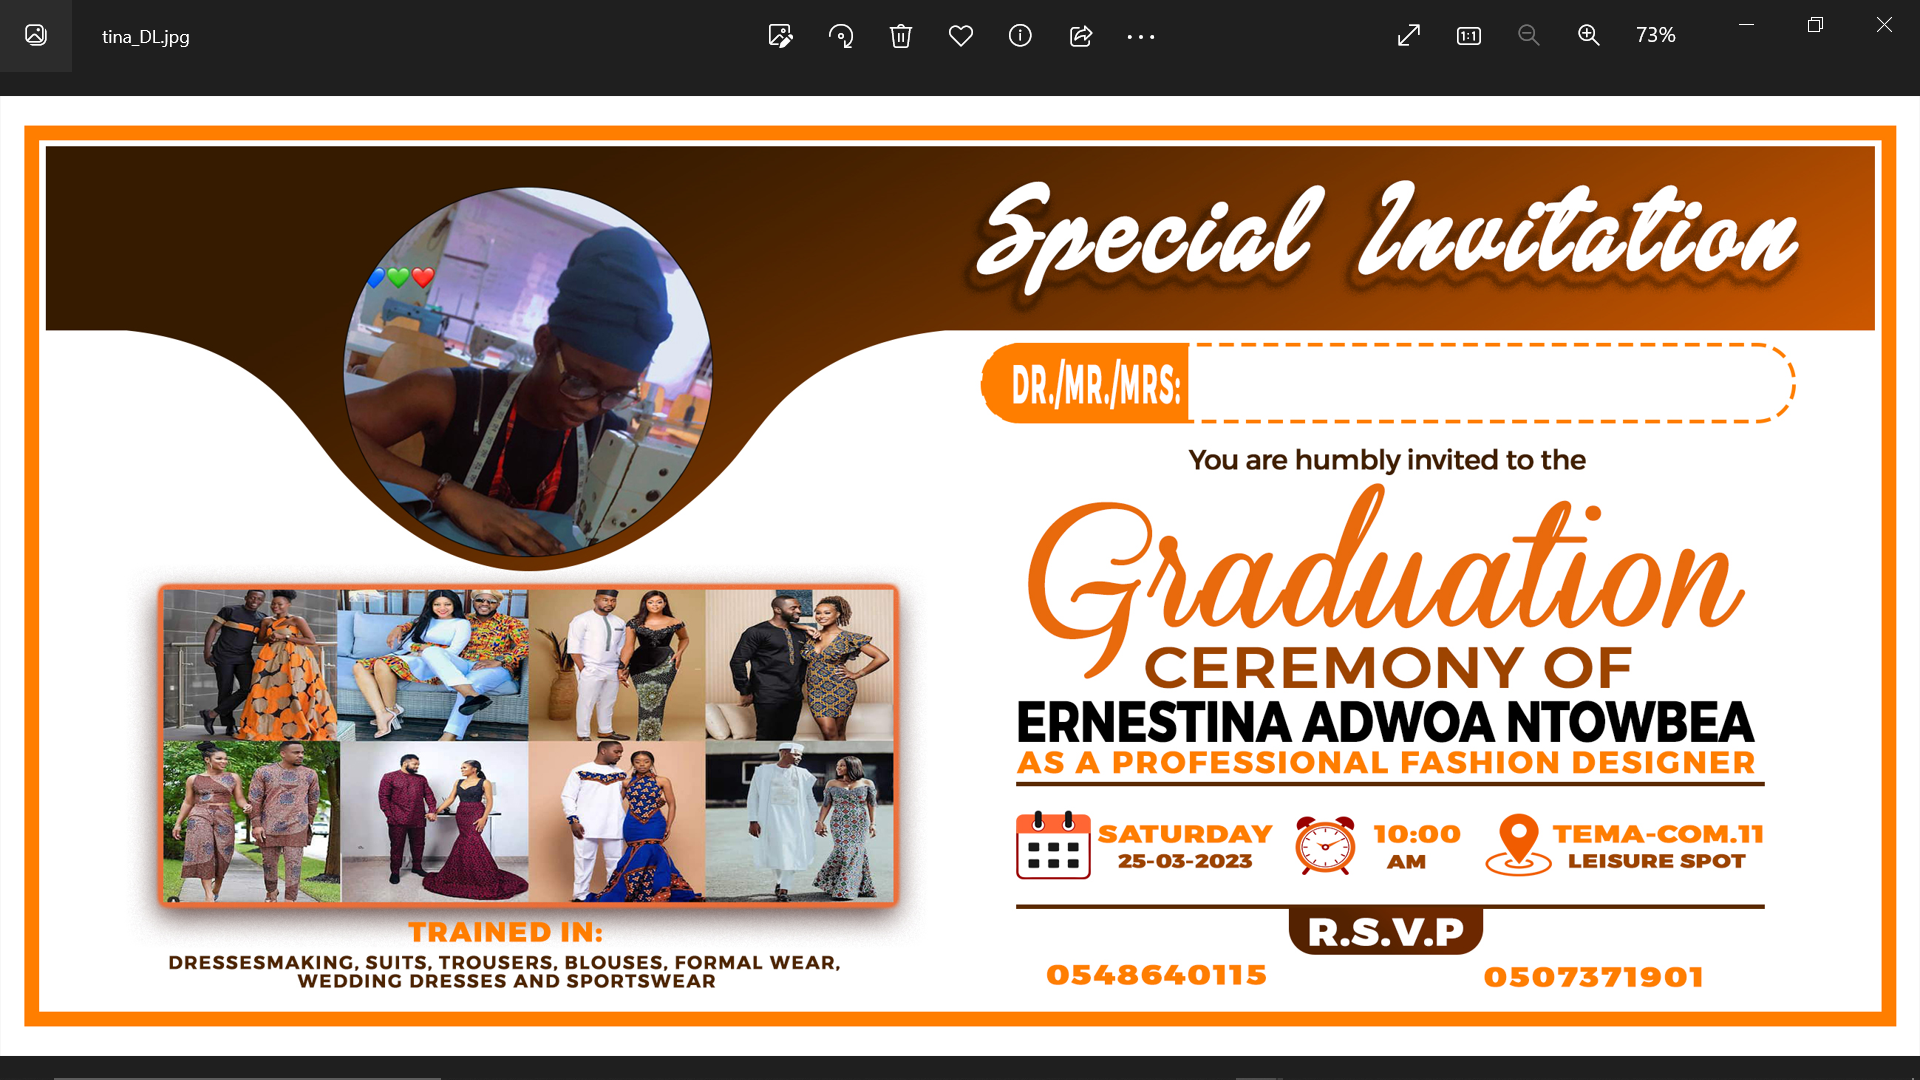 tina_DL.jpg
73%
Special Invitation
DR./MR./MRS:
You are humbly invited to the
Graduation
CEREMONY OF
ERNESTINA ADWOA NTOWBEA
AS A PROFESSIONAL FASHION DESIGNER
SATURDAY
25-03-2023
10:00
AM
TEMA-COM.11
LEISURE SPOT
R.S.V.P
0548640115
0507371901
TRAINED IN:
DRESSESMAKING, SUITS, TROUSERS, BLOUSES, FORMAL WEAR,
WEDDING DRESSES AND SPORTSWEAR